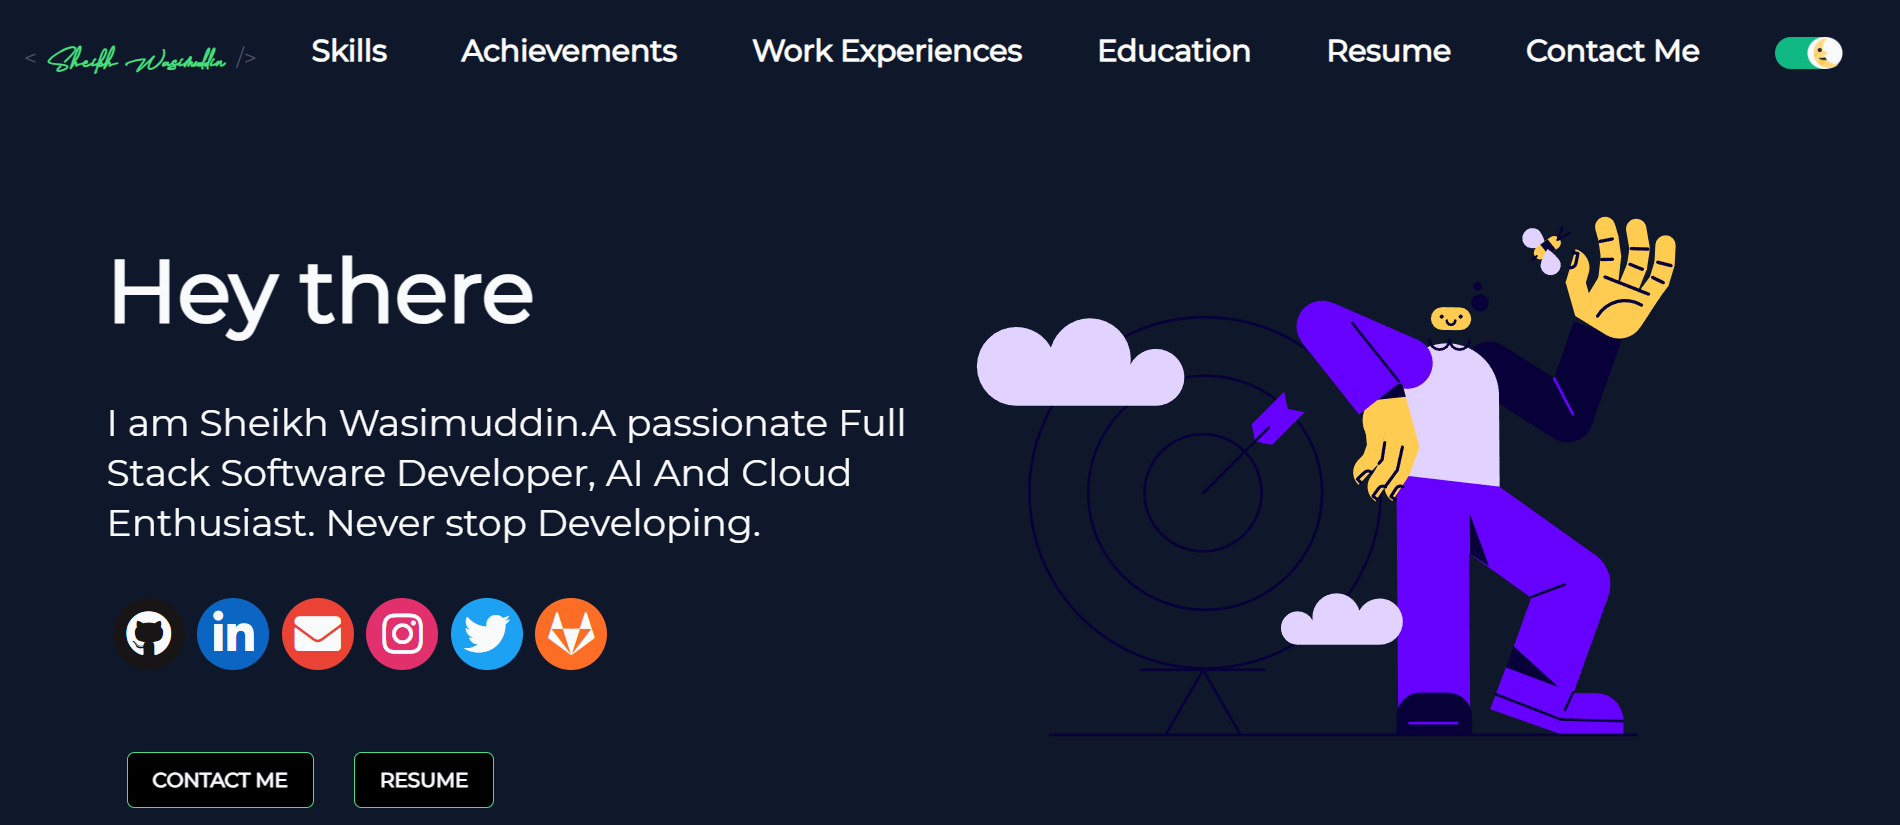 < Sheikh Wasimuddin />
Skills
Achievements
Work Experiences
Education
Resume
Contact Me
Hey there
I am Sheikh Wasimuddin.A passionate Full
Stack Software Developer, AI And Cloud
Enthusiast. Never stop Developing.
in
CONTACT ME
RESUME